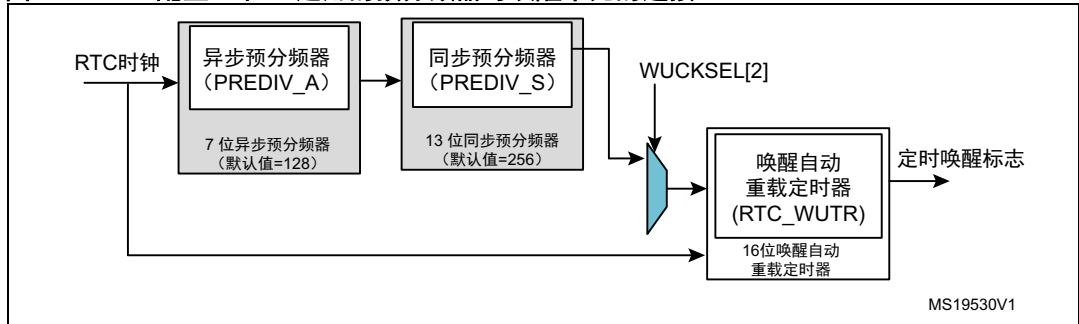 RTC时钟
异步预分频器
（PREDIV_A）
7 位异步预分频器
（默认值=128）
同步预分频器
（PREDIV_S）
13 位同步预分频器
（默认值=256）
WUCKSEL[2]
唤醒自动
重载定时器
(RTC_WUTR)
16位唤醒自动
重载定时器
定时唤醒标志
MS19530V1